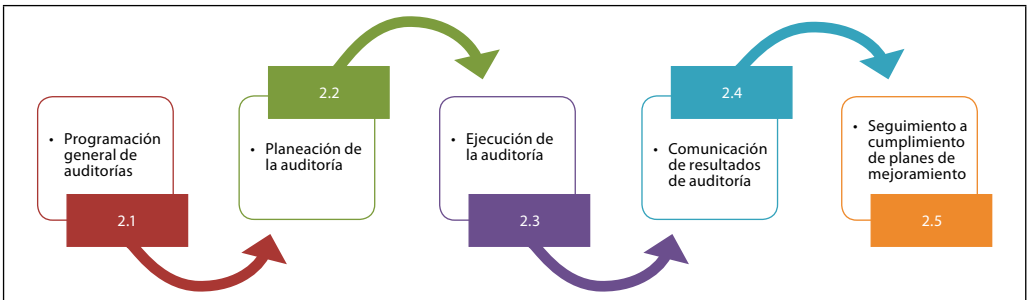 • Programación
general de
auditorías
2.1
2.2
• Planeación de
la auditoría
• Ejecución de
la auditoría
2.3
2.4
• Comunicación
de resultados
de auditoría
• Seguimiento a
cumplimiento
de planes de
mejoramiento
2.5